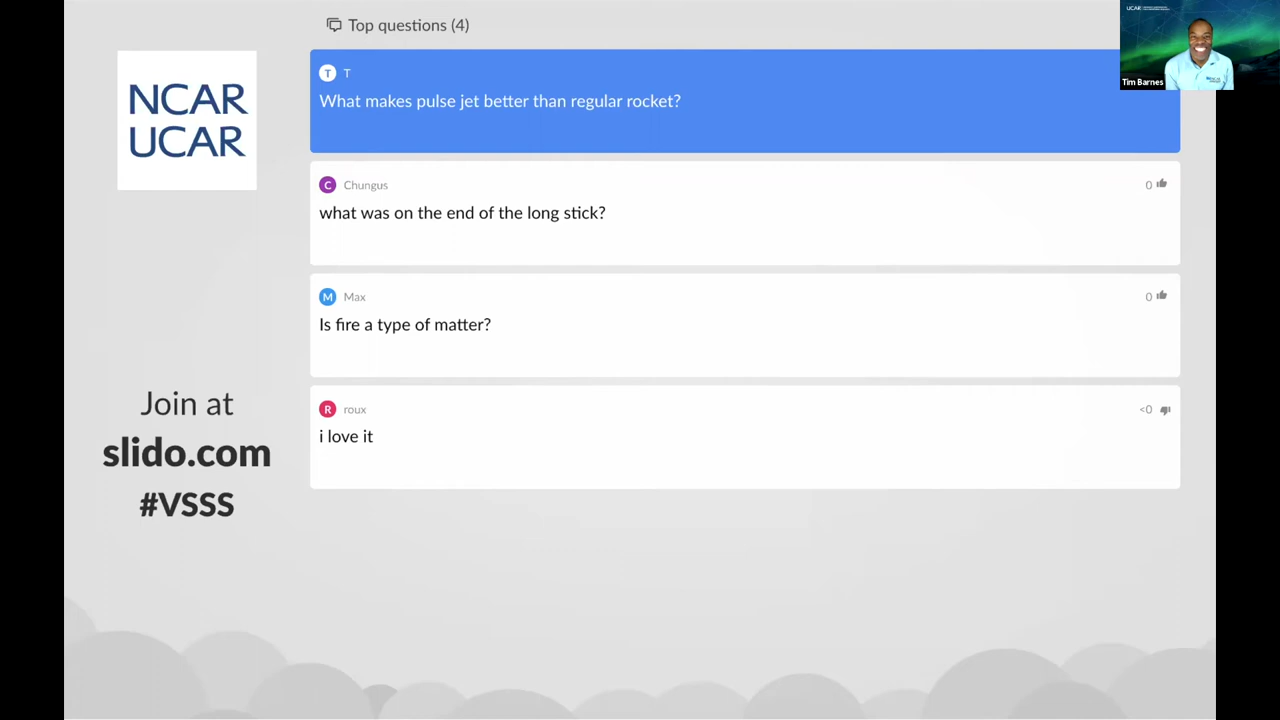 Top questions (4)
UCAR
Tim Barnes
NCAR
UCAR
T T
What makes pulse jet better than regular rocket?
C Chungus 0
what was on the end of the long stick?
M Max 0
Is fire a type of matter?
R roux <0
i love it
Join at
slido.com
#VSSS